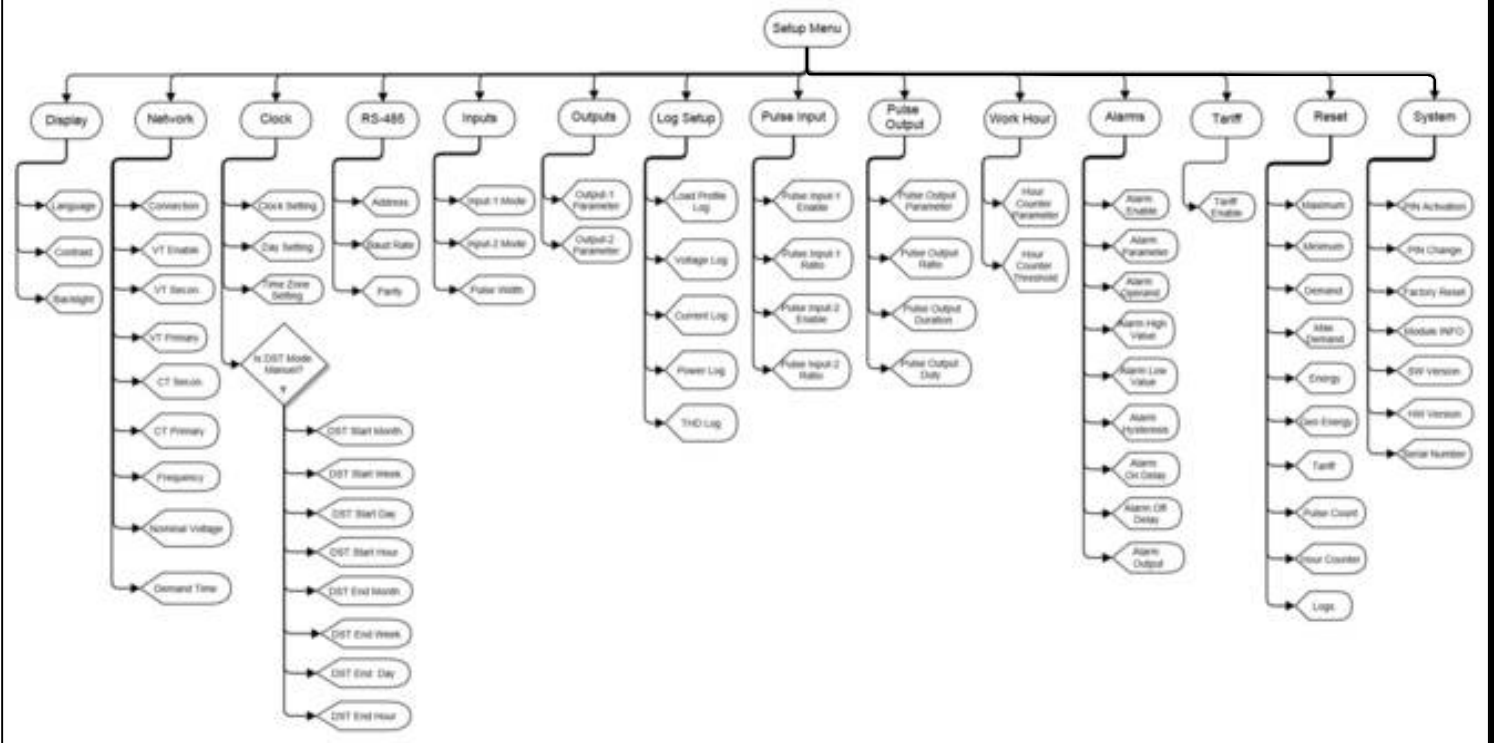 Setup Menu
Display
Network
Clock
RS-485
Inputs
Outputs
Log Setup
Pulse Input
Pulse
Output
Work Hour
Alarms
Tariff
Reset
System
Language
Contrast
Backlight
Connection
VT Enable
VT Secon.
VT Primary
CT Secon.
CT Primary
Frequency
Nominal Voltage
Demand Time
Clock Setting
Day Setting
Time Zone
Setting
Is DST Mode
Manual?
Y
DST Start Month
DST Start Week
DST Start Day
DST Start Hour
DST End Month
DST End Week
DST End Day
DST End Hour
Address
Baud Rate
Parity
Input-1 Mode
Input-2 Mode
Pulse Width
Output-1
Parameter
Output-2
Parameter
Load Profile
Log
Voltage Log
Current Log
Power Log
THD Log
Pulse Input 1
Enable
Pulse Input 1
Ratio
Pulse Input-2
Enable
Pulse Input-2
Ratio
Pulse Output
Parameter
Pulse Output
Ratio
Pulse Output
Duration
Pulse Output
Duty
Hour
Counter
Parameter
Hour
Counter
Threshold
Alarm
Enable
Alarm
Parameter
Alarm
Operand
Alarm High
Value
Alarm Low
Value
Alarm
Hysteresis
Alarm
On Delay
Alarm Off
Delay
Alarm
Output
Tariff
Enable
Maximum
Minimum
Demand
Max
Demand
Energy
Gen Energy
Tariff
Pulse Count
Hour Counter
Logs
PIN Activation
PIN Change
Factory Reset
Module INFO
SW Version
HW Version
Serial Number